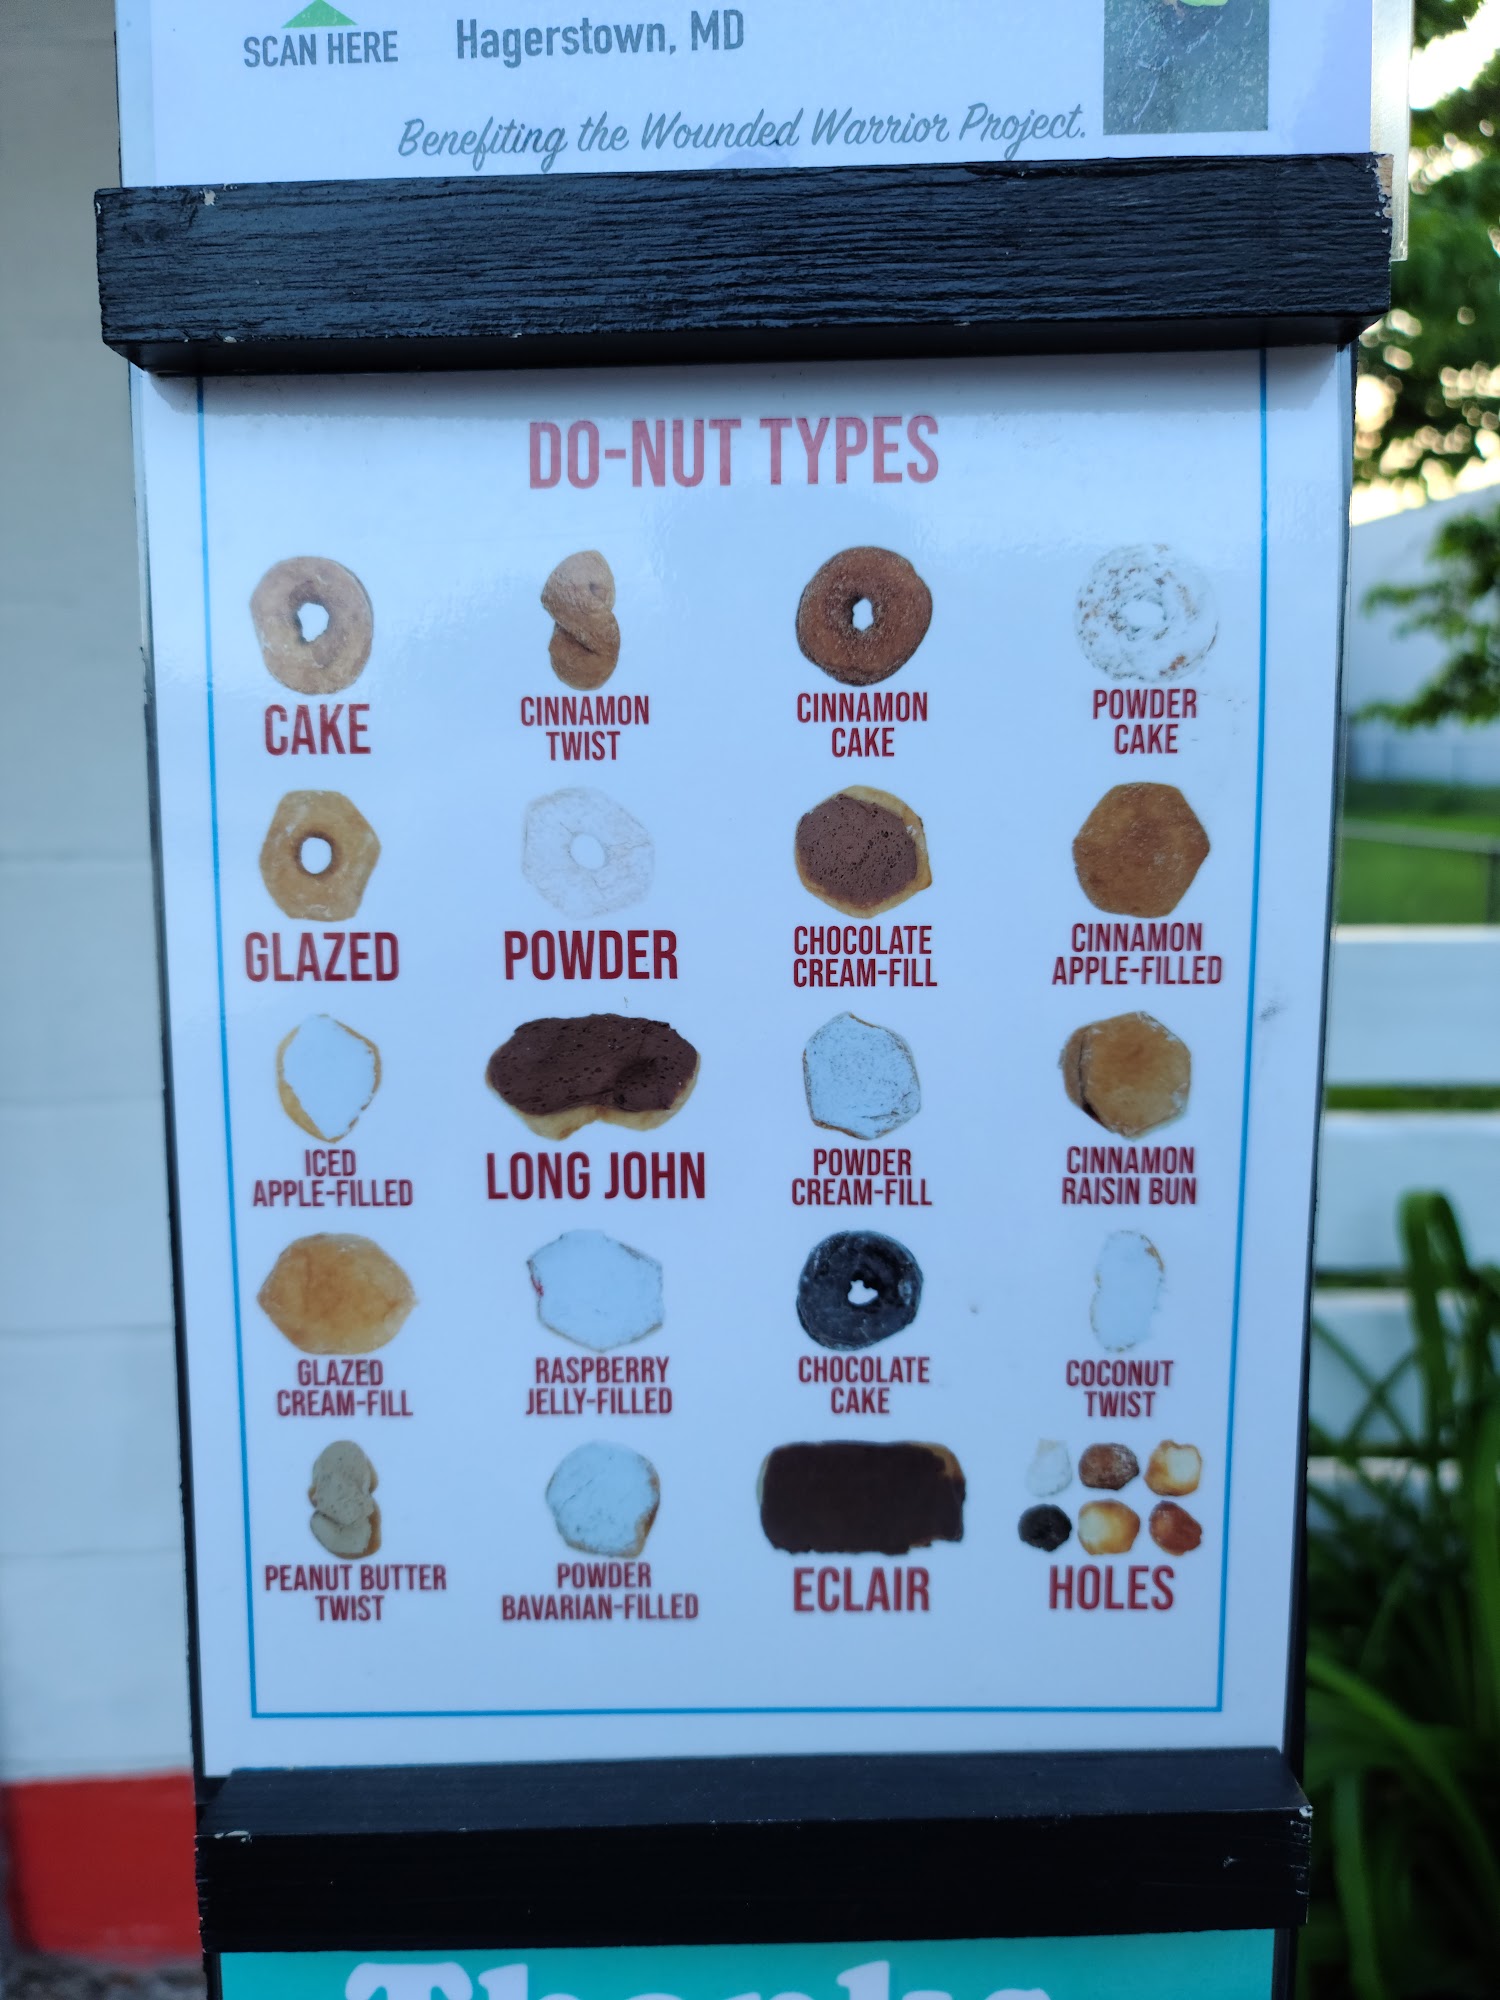 SCAN HERE
Hagerstown, MD
Benefiting the Wounded Warrior Project.
DO-NUT TYPES
CAKE
CINNAMON
TWIST
CINNAMON
CAKE
POWDER
CAKE
GLAZED
POWDER
CHOCOLATE
CREAM-FILL
CINNAMON
APPLE-FILLED
ICED
APPLE-FILLED
LONG JOHN
POWDER
CREAM-FILL
CINNAMON
RAISIN BUN
GLAZED
CREAM-FILL
RASPBERRY
JELLY-FILLED
CHOCOLATE
CAKE
COCONUT
TWIST
PEANUT BUTTER
TWIST
POWDER
BAVARIAN-FILLED
ECLAIR
HOLES
Thanks